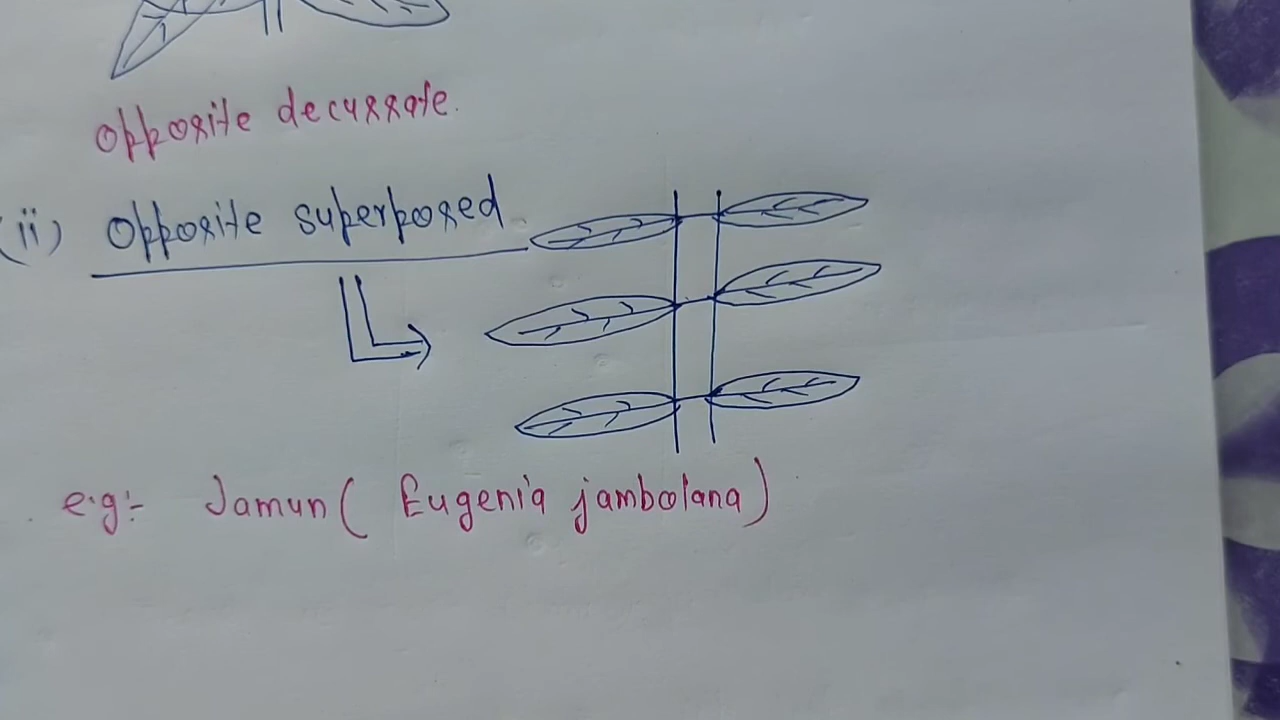 Opposite decussate.
(ii) Opposite superposed
e.g:- Jamun ( Eugenia jambolana)